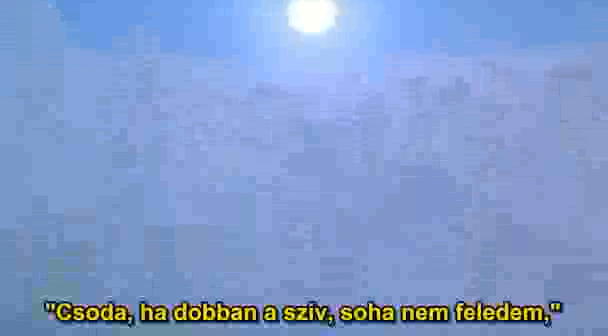 "Csoda, ha dobban a szív, soha nem feledem,"